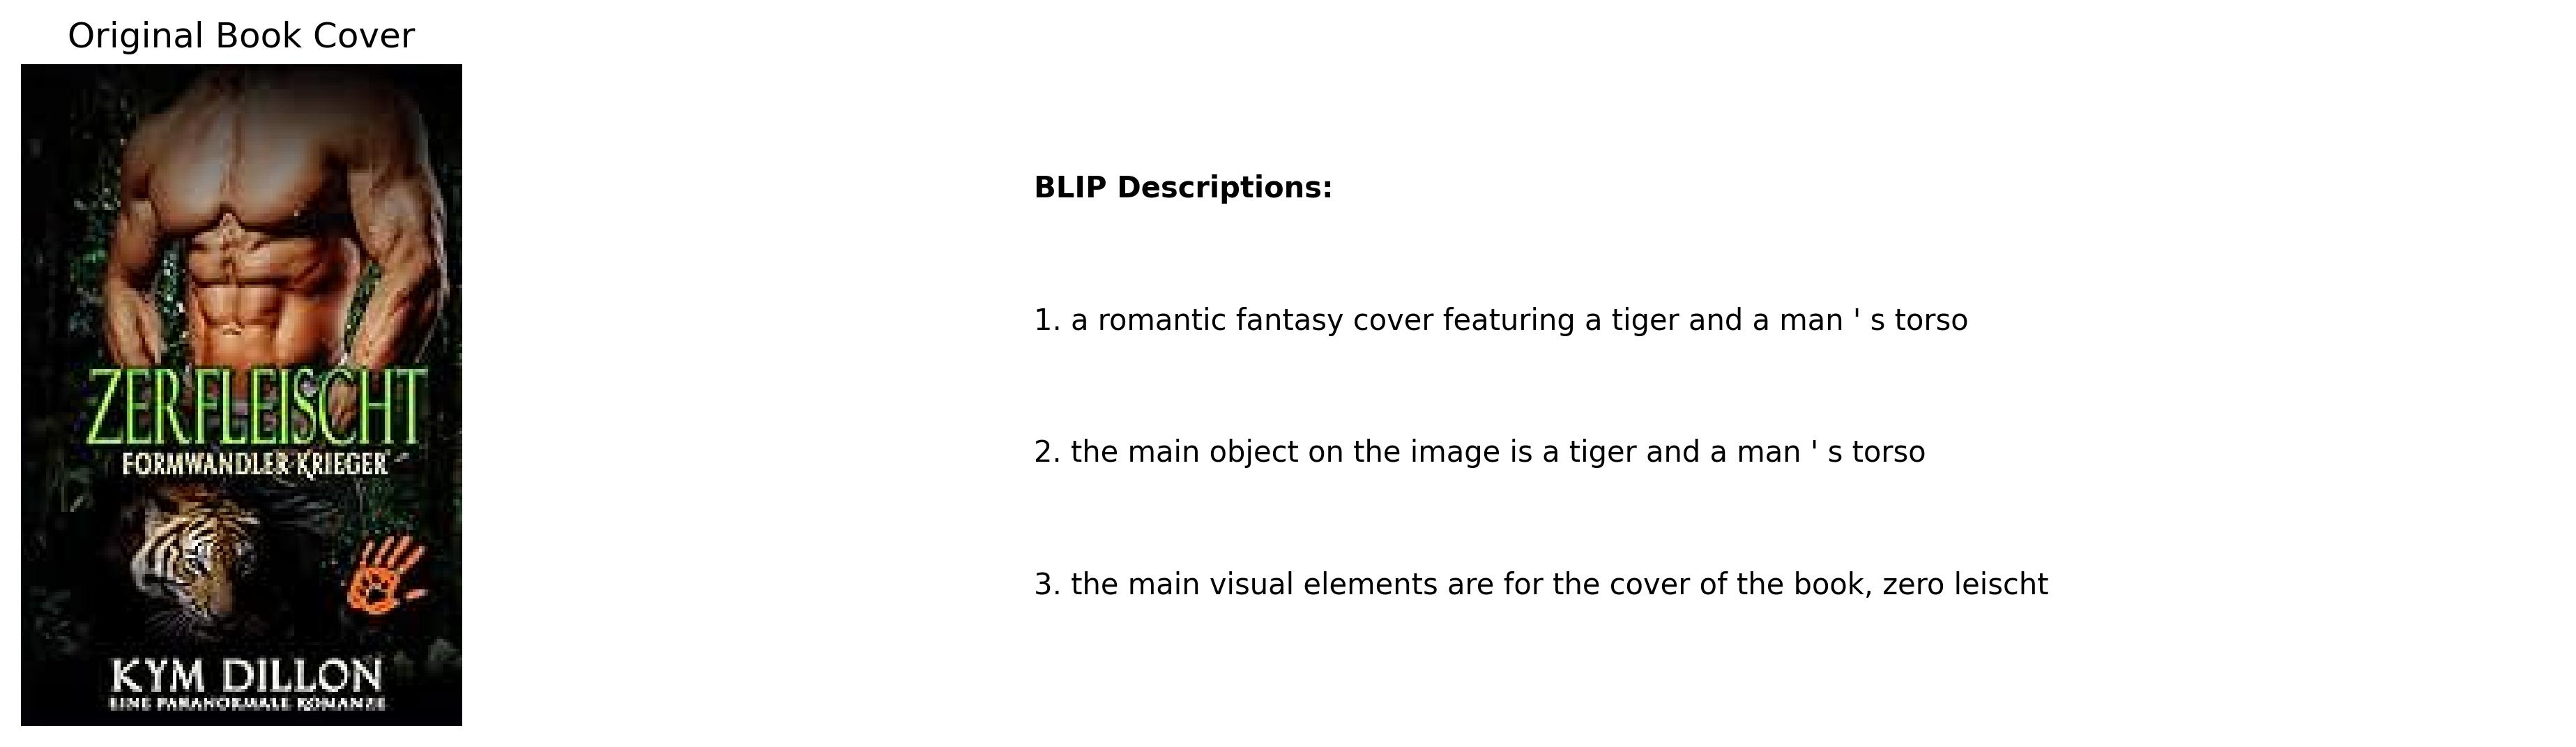 Original Book Cover
ZERFLEISCHT
FORMWANDLER KRIEGER
KYM DILLON
EINE PARANORMALE ROMANZE
BLIP Descriptions:
1. a romantic fantasy cover featuring a tiger and a man ' s torso
2. the main object on the image is a tiger and a man ' s torso
3. the main visual elements are for the cover of the book, zero leischt